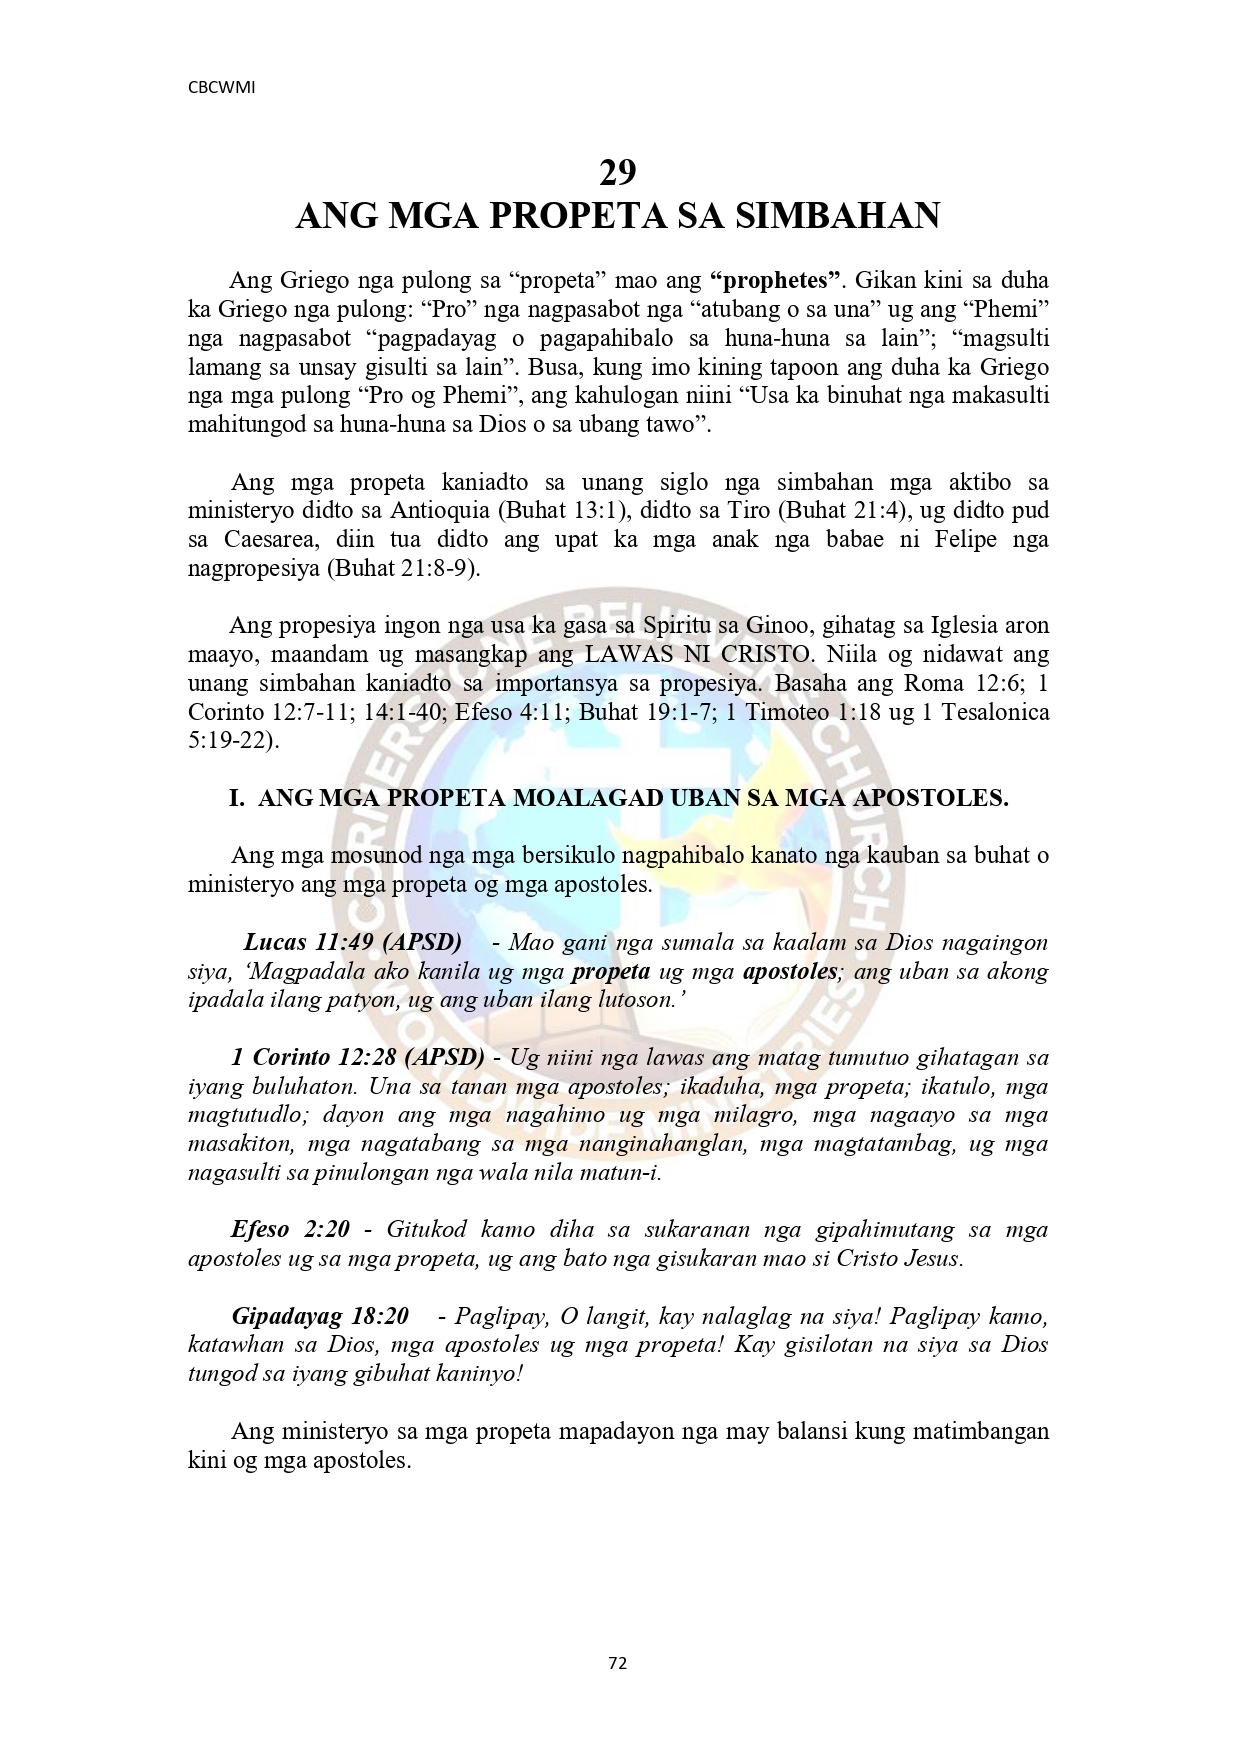 CBCWMI
29
ANG MGA PROPETA SA SIMBAHAN
Ang Griego nga pulong sa “propeta” mao ang “prophetes”. Gikan kini sa duha
ka Griego nga pulong: “Pro” nga nagpasabot nga “atubang o sa una” ug ang “Phemi”
nga nagpasabot “pagpadayag o pagapahibalo sa huna-huna sa lain”; “magsulti
lamang sa unsay gisulti sa lain”. Busa, kung imo kining tapoon ang duha ka Griego
nga mga pulong “Pro og Phemi”, ang kahulogan niini “Usa ka binuhat nga makasulti
mahitungod sa huna-huna sa Dios o sa ubang tawo”.
Ang mga propeta kaniadto sa unang siglo nga simbahan mga aktibo sa
ministeryo didto sa Antioquia (Buhat 13:1), didto sa Tiro (Buhat 21:4), ug didto pud
sa Caesarea, diin tua didto ang upat ka mga anak nga babae ni Felipe nga
nagpropesiya (Buhat 21:8-9).
Ang propesiya ingon nga usa ka gasa sa Spiritu sa Ginoo, gihatag sa Iglesia aron
maayo, maandam ug masangkap ang LAWAS NI CRISTO. Niila og nidawat ang
unang simbahan kaniadto sa importansya sa propesiya. Basaha ang Roma 12:6; 1
Corinto 12:7-11; 14:1-40; Efeso 4:11; Buhat 19:1-7; 1 Timoteo 1:18 ug 1 Tesalonica
5:19-22).
I. ANG MGA PROPETA MOALAGAD UBAN SA MGA APOSTOLES.
Ang mga mosunod nga mga bersikulo nagpahibalo kanato nga kauban sa buhat o
ministeryo ang mga propeta og mga apostoles.
Lucas 11:49 (APSD) - Mao gani nga sumala sa kaalam sa Dios nagaingon
siya, ‘Magpadala ako kanila ug mga propeta ug mga apostoles; ang uban sa akong
ipadala ilang patyon, ug ang uban ilang lutoson.’
1 Corinto 12:28 (APSD) - Ug niini nga lawas ang matag tumutuo gihatagan sa
iyang buluhaton. Una sa tanan mga apostoles; ikaduha, mga propeta; ikatulo, mga
magtutudlo; dayon ang mga nagahimo ug mga milagro, mga nagaayo sa mga
masakiton, mga nagatabang sa mga nanginahanglan, mga magtatambag, ug mga
nagasulti sa pinulongan nga wala nila matun-i.
Efeso 2:20 - Gitukod kamo diha sa sukaranan nga gipahimutang sa mga
apostoles ug sa mga propeta, ug ang bato nga gisukaran mao si Cristo Jesus.
Gipadayag 18:20 - Paglipay, O langit, kay nalaglag na siya! Paglipay kamo,
katawhan sa Dios, mga apostoles ug mga propeta! Kay gisilotan na siya sa Dios
tungod sa iyang gibuhat kaninyo!
Ang ministeryo sa mga propeta mapadayon nga may balansi kung matimbangan
kini og mga apostoles.
72
CORNERSTONE BELIEVERS CHURCH
WORLDWIDE MINISTRIES